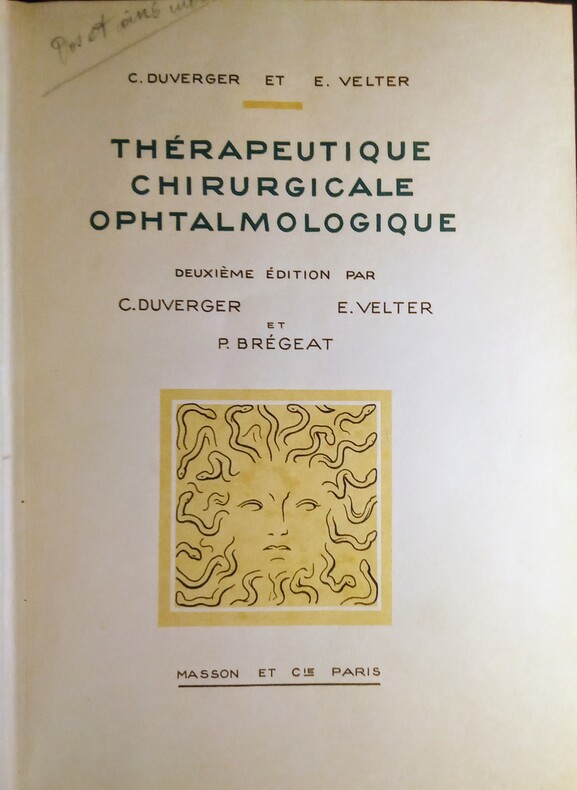 C. DUVERGER ET E. VELTER
THÉRAPEUTIQUE
CHIRURGICALE
OPHTALMOLOGIQUE
DEUXIÈME ÉDITION PAR
C. DUVERGER E. VELTER
ET
P. BRÉGEAT
MASSON ET CIE PARIS